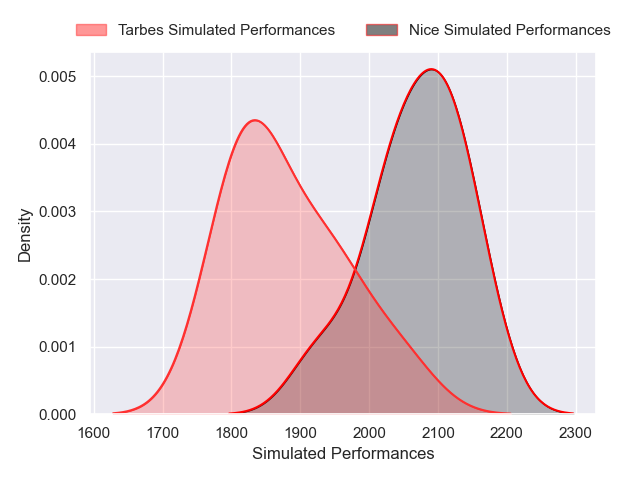 Tarbes Simulated Performances Nice Simulated Performances
0.005
0.004
0.003
0.002
0.001
0.000
Density
1600 1700 1800 1900 2000 2100 2200 2300
Simulated Performances